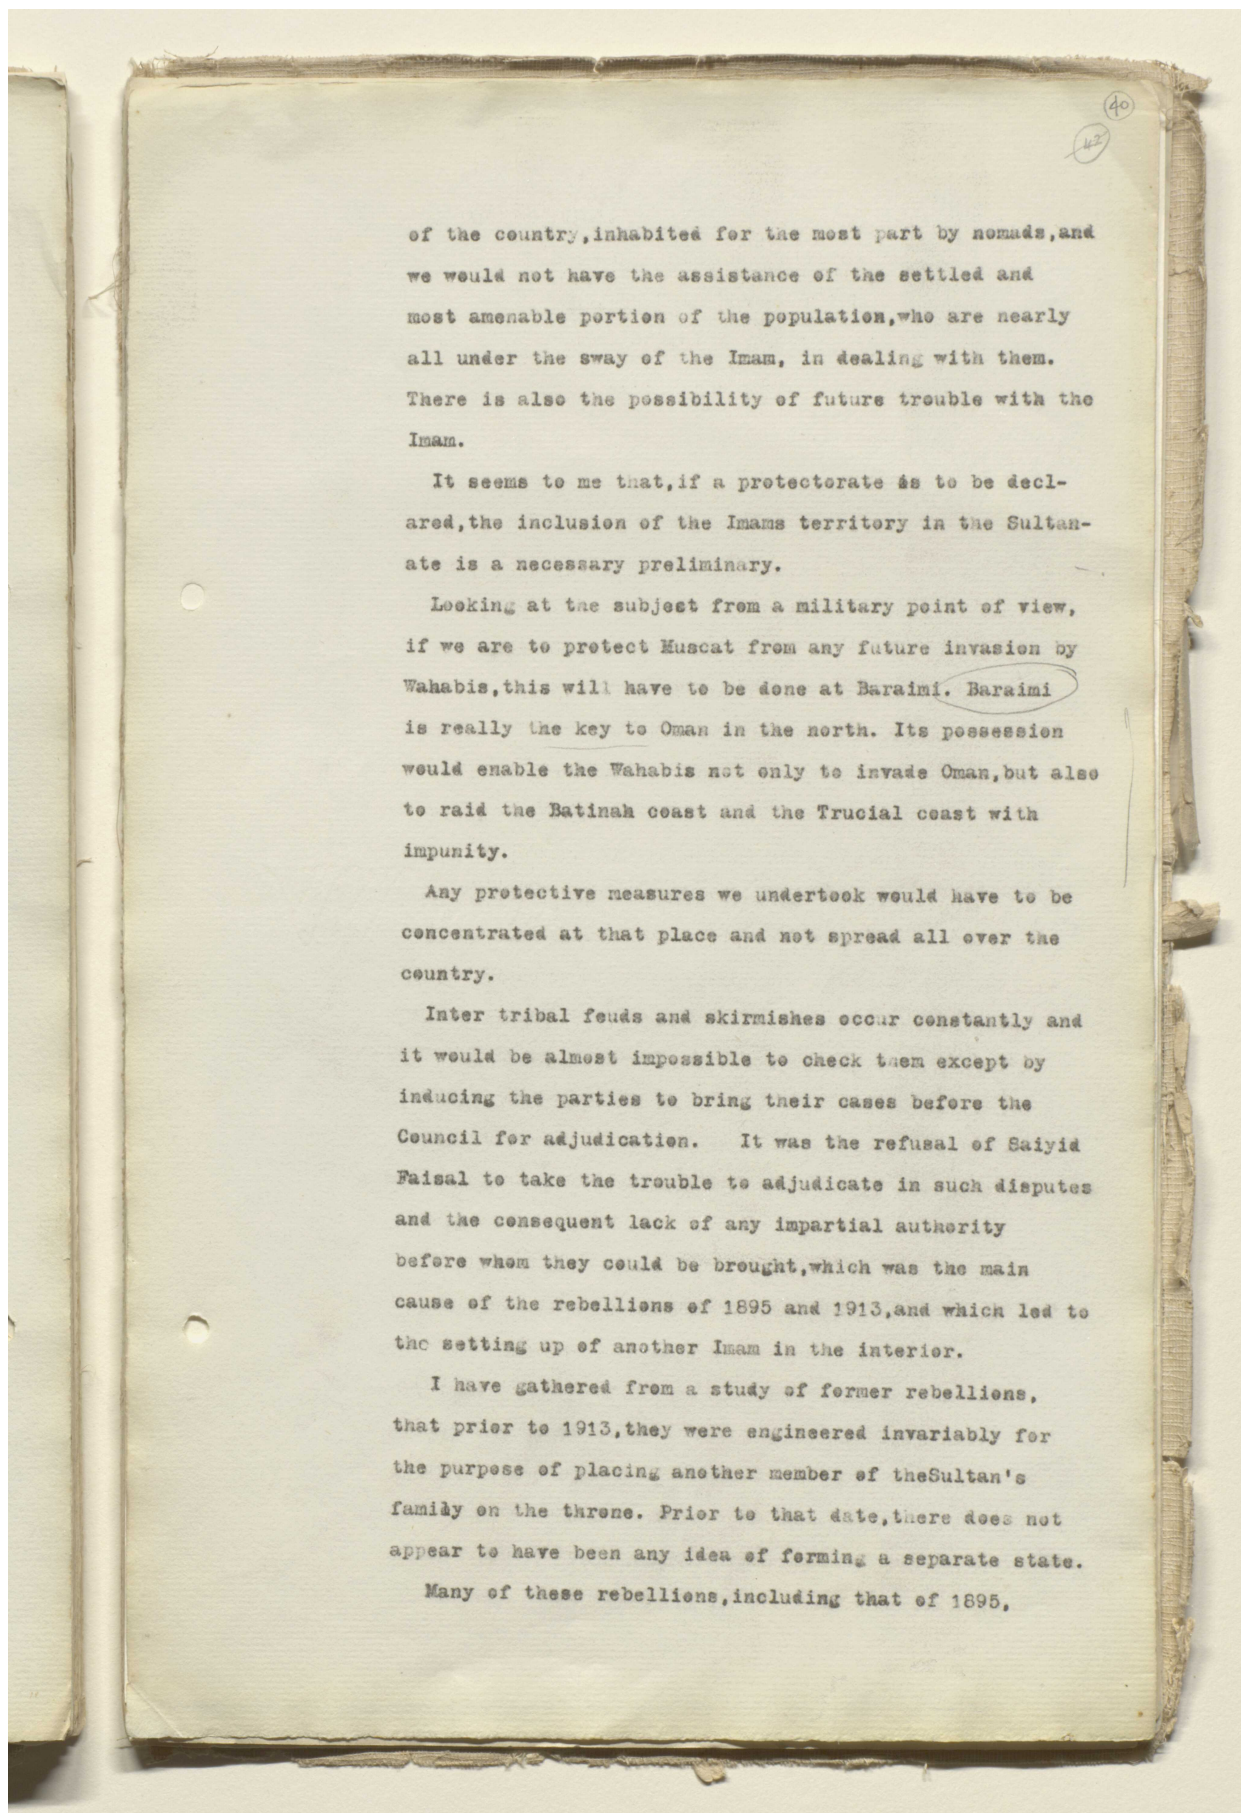 40
42
of the country,inhabited for the most part by nomads,and
we would not have the assistance of the settled and
most amenable portion of the population,who are nearly
all under the sway of the Imam, in dealing with them.
There is also the possibility of future trouble with the
Imam.
It seems to me that,if a protectorate is to be decl-
ared,the inclusion of the Imams territory in the Sultan-
ate is a necessary preliminary.
Looking at the subject from a military point of view,
if we are to protect Muscat from any future invasion by
Wahabis,this will have to be done at Baraimi. Baraimi
is really the key to Oman in the north. Its possession
would enable the Wahabis not only to invade Oman,but also
to raid the Batinah coast and the Trucial coast with
impunity.
Any protective measures we undertook would have to be
concentrated at that place and not spread all over the
country.
Inter tribal feuds and skirmishes occur constantly and
it would be almost impossible to check them except by
inducing the parties to bring their cases before the
Council for adjudication. It was the refusal of Saiyid
Faisal to take the trouble to adjudicate in such disputes
and the consequent lack of any impartial authority
before whom they could be brought,which was the main
cause of the rebellions of 1895 and 1913,and which led to
the setting up of another Imam in the interior.
I have gathered from a study of former rebellions,
that prior to 1913,they were engineered invariably for
the purpose of placing another member of theSultan's
family on the throne. Prior to that date,there does not
appear to have been any idea of forming a separate state.
Many of these rebellions,including that of 1895,